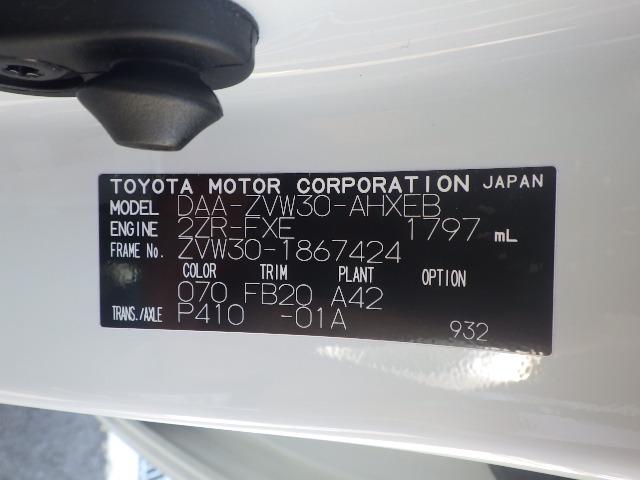 TOYOTA MOTOR CORPORATION JAPAN
MODEL DAA-ZVW30-AHXEB
ENGINE 2ZR-FXE 1797 mL
FRAME No. ZVW30-1867424
COLOR TRIM PLANT OPTION
070 FB20 A42
TRANS./AXLE P410 -01A 932